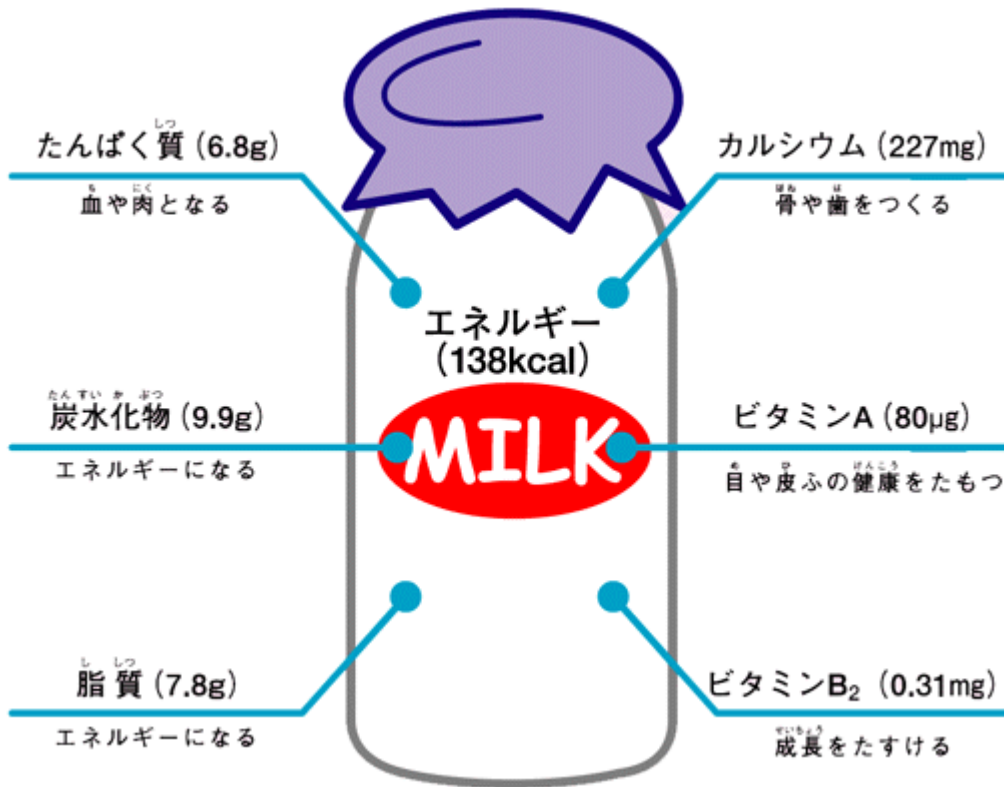 たんぱく質 (6.8g)
血や肉となる
カルシウム (227mg)
骨や歯をつくる
エネルギー
(138kcal)
MILK
炭水化物 (9.9g)
エネルギーになる
ビタミンA (80μg)
目や皮ふの健康をたもつ
脂質 (7.8g)
エネルギーになる
ビタミンB₂ (0.31mg)
成長をたすける